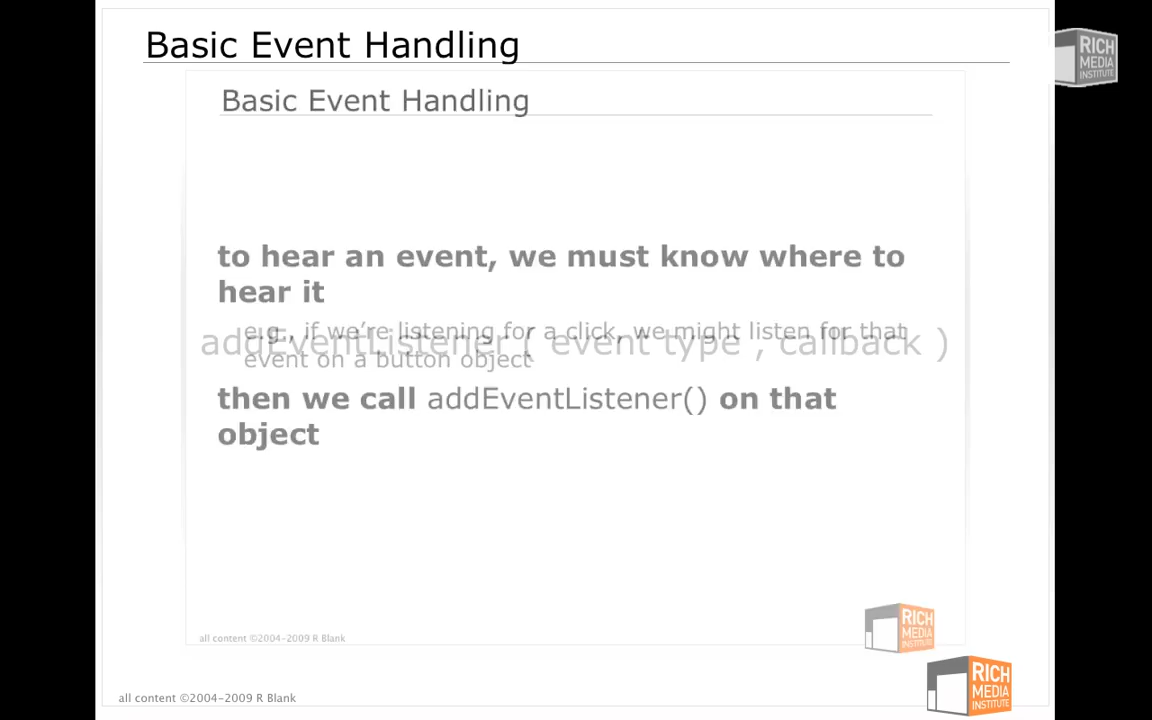 Basic Event Handling
RICH
MEDIA
INSTITUTE
Basic Event Handling
to hear an event, we must know where to
hear it
e.g., if we're listening for a click, we might listen for that
event on a button object
addEventListener ( event type , callback )
then we call addEventListener() on that
object
RICH
MEDIA
INSTITUTE
all content ©2004-2009 R Blank
RICH
MEDIA
INSTITUTE
all content ©2004-2009 R Blank